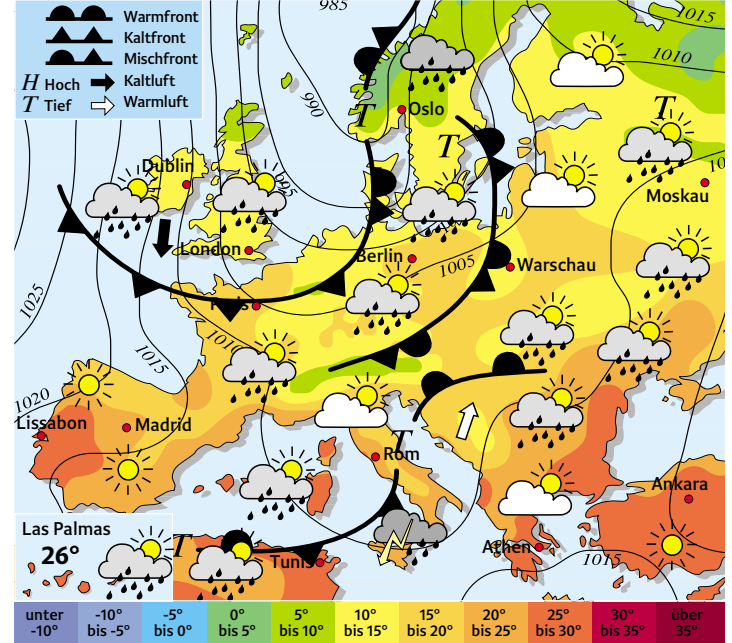 Warmfront
Kaltfront
Mischfront
H Hoch
Kaltluft
T Tief
Warmluft
985
990
995
1015
1010
T
Oslo
T
T
Dublin
Moskau
10
London
Berlin
1005
Warschau
1025
Paris
1010
1015
1020
Lissabon
Madrid
T
Rom
Ankara
Las Palmas
26°
T
Tunis
Athen
1015
unter -10°
-10° bis -5°
-5° bis 0°
0° bis 5°
5° bis 10°
10° bis 15°
15° bis 20°
20° bis 25°
25° bis 30°
30° bis 35°
über 35°